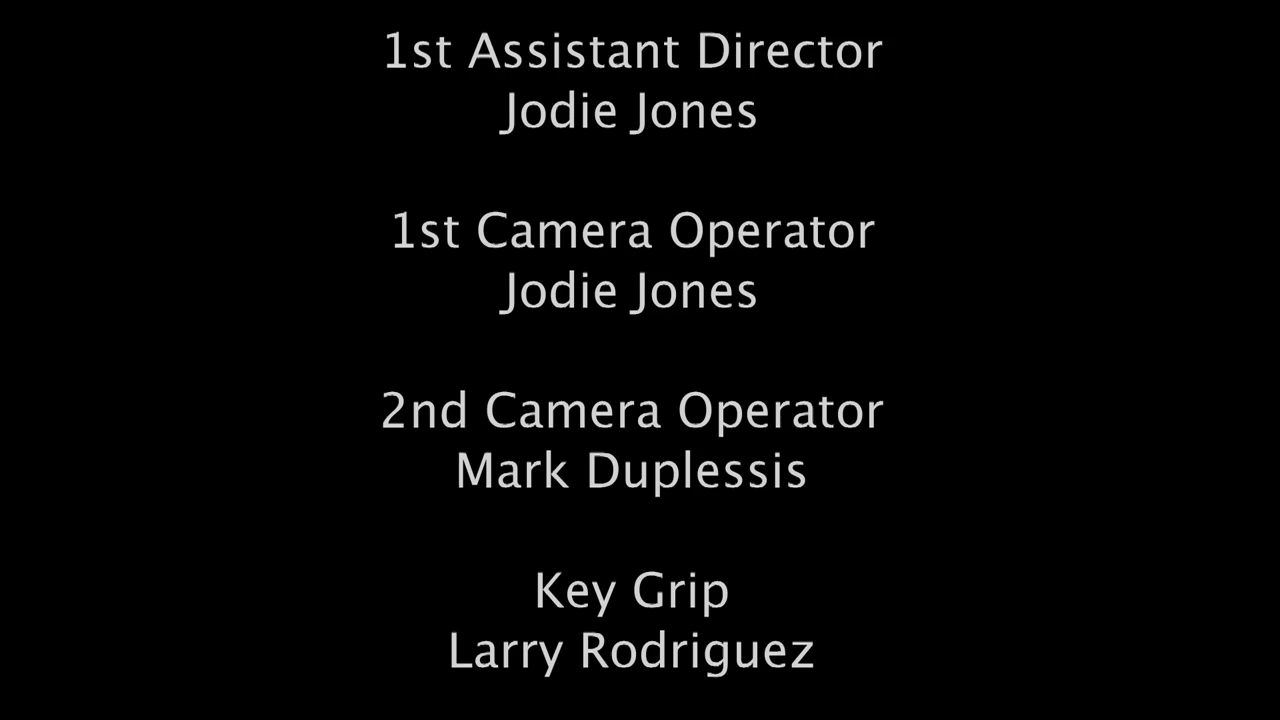 1st Assistant Director
Jodie Jones
1st Camera Operator
Jodie Jones
2nd Camera Operator
Mark Duplessis
Key Grip
Larry Rodriguez